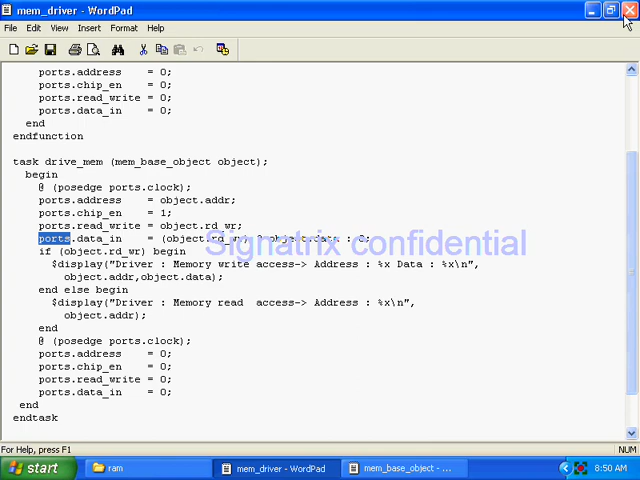 mem_driver - WordPad
File Edit View Insert Format Help
ports.address    = 0;
ports.chip_en    = 0;
ports.read_write = 0;
ports.data_in    = 0;
end
endfunction
task drive_mem (mem_base_object object);
begin
@ (posedge ports.clock);
ports.address    = object.addr;
ports.chip_en    = 1;
ports.read_write = object.rd_wr;
ports.data_in    = (object.rd_wr) ? object.data : 0;
Signatrix confidential
if (object.rd_wr) begin
$display("Driver : Memory write access-> Address : %x Data : %x\n",
object.addr,object.data);
end else begin
$display("Driver : Memory read  access-> Address : %x\n",
object.addr);
end
@ (posedge ports.clock);
ports.address    = 0;
ports.chip_en    = 0;
ports.read_write = 0;
ports.data_in    = 0;
end
endtask
For Help, press F1
NUM
start
ram
mem_driver - WordPad
mem_base_object - ...
8:50 AM